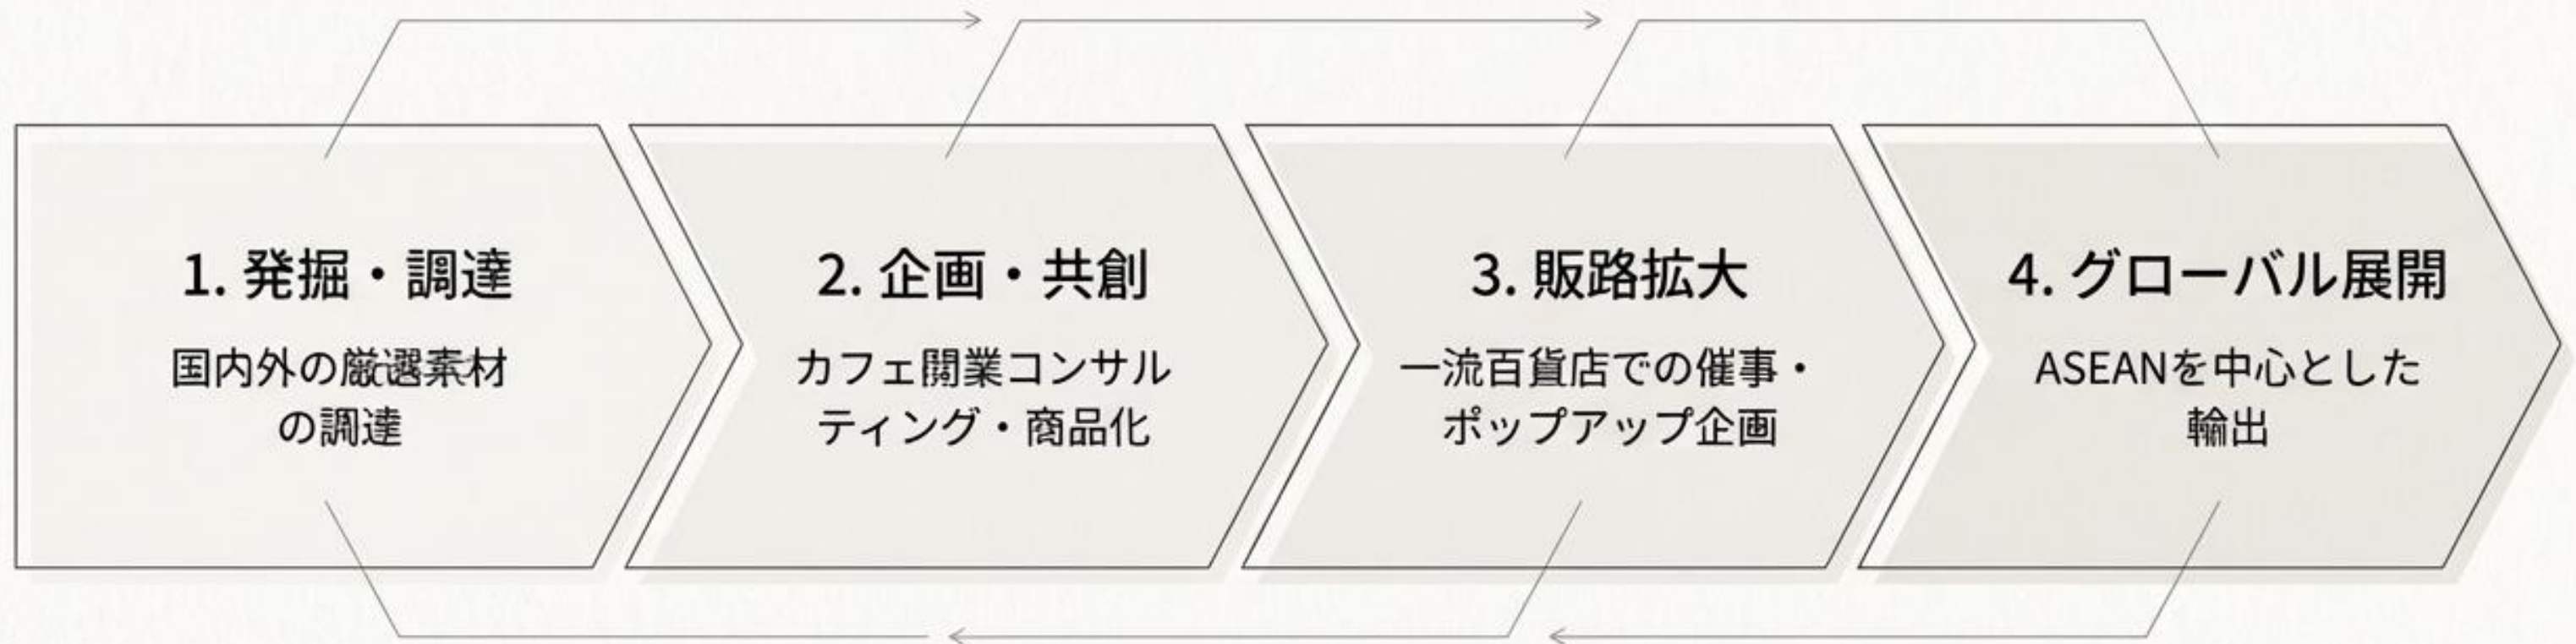 1. 発掘・調達
国内外の厳選素材
の調達
2. 企画・共創
カフェ開業コンサル
ティング・商品化
3. 販路拡大
一流百貨店での催事・
ポップアップ企画
4. グローバル展開
ASEANを中心とした
輸出